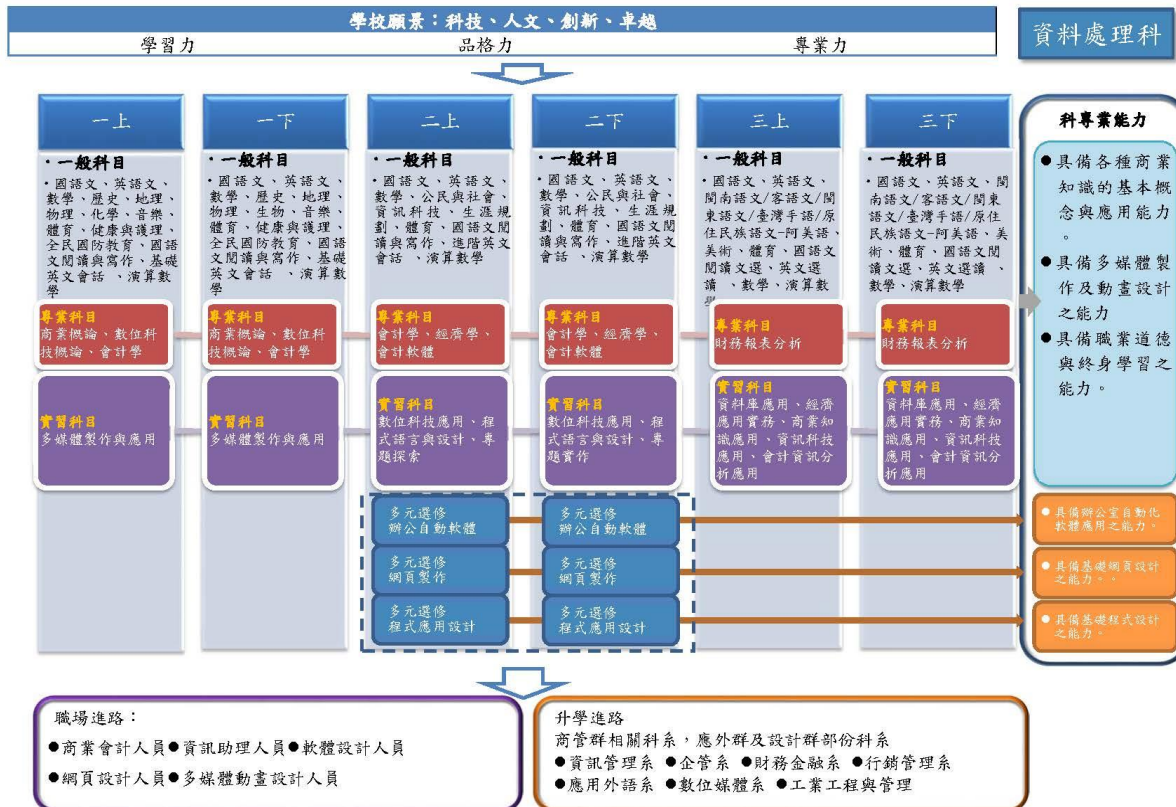 學校願景：科技、人文、創新、卓越
學習力
品格力
專業力
資料處理科
一上
・一般科目
・國語文、英語文、
數學、歷史、地理、
物理、化學、音樂、
體育、健康與護理、
全民國防教育、國語
文閱讀與寫作、基礎
英文會話 、演算數
學
專業科目
商業概論、數位科
技概論、會計學
實習科目
多媒體製作與應用
一下
・一般科目
・國語文、英語文、
數學、歷史、地理、
物理、生物、音樂、
體育、健康與護理、
全民國防教育、國語
文閱讀與寫作、基礎
英文會話 、演算數
學
專業科目
商業概論、數位科
技概論、會計學
實習科目
多媒體製作與應用
二上
・一般科目
・國語文、英語文、
數學、公民與社會、
資訊科技、生涯規
劃、體育、國語文閱
讀與寫作、進階英文
會話 、演算數學
專業科目
會計學、經濟學、
會計軟體
實習科目
數位科技應用、程
式語言與設計、專
題探索
多元選修
辦公自動軟體
多元選修
網頁製作
多元選修
程式應用設計
二下
・一般科目
・國語文、英語文、
數學、公民與社會、
資訊科技、生涯規
劃、體育、國語文閱
讀與寫作、進階英文
會話 、演算數學
專業科目
會計學、經濟學、
會計軟體
實習科目
數位科技應用、程
式語言與設計、專
題實作
多元選修
辦公自動軟體
多元選修
網頁製作
多元選修
程式應用設計
三上
・一般科目
・國語文、英語文、
閩南語文/客語文/閩
東語文/臺灣手語/原
住民族語文-阿美語、
美術、體育、國語文
閱讀文選、英文選
讀 、數學、演算數
學
專業科目
財務報表分析
實習科目
資料庫應用、經濟
應用實務、商業知
識應用、資訊科技
應用、會計資訊分
析應用
三下
・一般科目
・國語文、英語文、閩
南語文/客語文/閩東
語文/臺灣手語/原住
民族語文-阿美語、美
術、體育、國語文閱
讀文選、英文選讀 、
數學、演算數學
專業科目
財務報表分析
實習科目
資料庫應用、經濟
應用實務、商業知
識應用、資訊科技
應用、會計資訊分
析應用
科專業能力
●具備各種商業
知識的基本概
念與應用能力
。
●具備多媒體製
作及動畫設計
之能力
●具備職業道德
與終身學習之
能力。
●具備辦公室自動化
軟體應用之能力。
●具備基礎網頁設計
之能力。。
●具備基礎程式設計
之能力。
職場進路：
●商業會計人員●資訊助理人員●軟體設計人員
●網頁設計人員●多媒體動畫設計人員
升學進路
商管群相關科系，應外群及設計群部份科系
●資訊管理系 ●企管系 ●財務金融系 ●行銷管理系
●應用外語系 ●數位媒體系 ●工業工程與管理